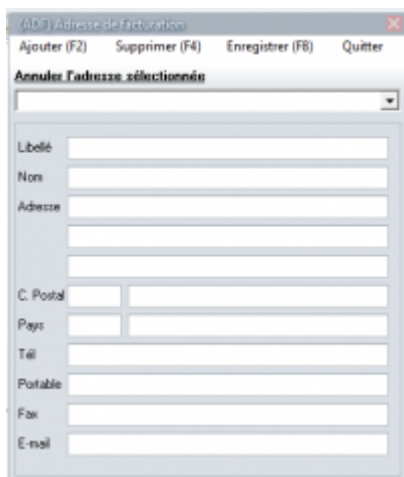 (ADF) Adresse de facturation
Ajouter (F2) Supprimer (F4) Enregistrer (F8) Quitter
Annuler l'adresse sélectionnée
Libellé
Nom
Adresse
C. Postal
Pays
Tél
Portable
Fax
E-mail